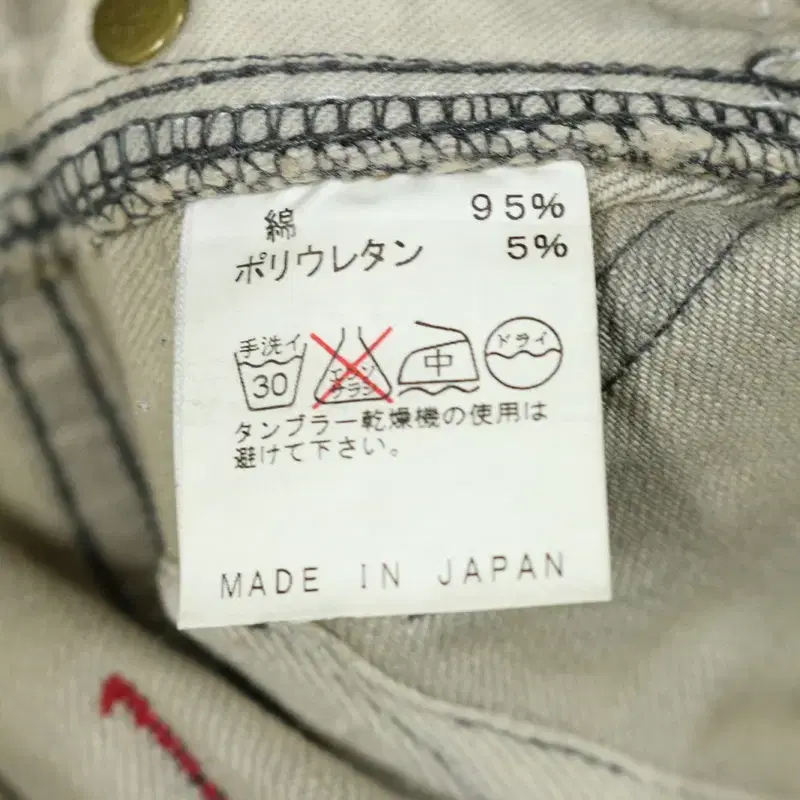 綿 95%
ポリウレタン 5%
手洗イ 30 エンソサラシ 中 ドライ
タンブラー乾燥機の使用は
避けて下さい。
MADE IN JAPAN